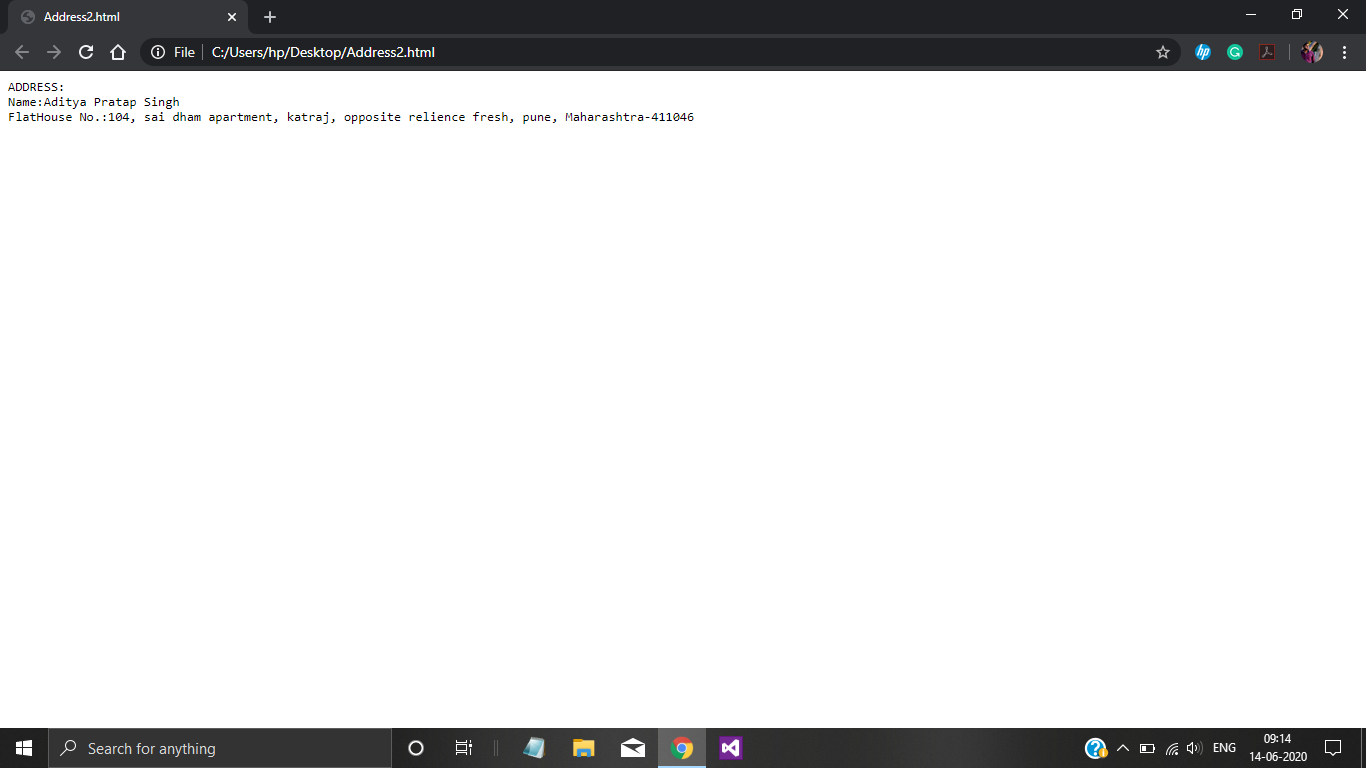 Address2.html
File
C:/Users/hp/Desktop/Address2.html
ADDRESS:
Name:Aditya Pratap Singh
FlatHouse No.:104, sai dham apartment, katraj, opposite relience fresh, pune, Maharashtra-411046
Search for anything
ENG
09:14
14-06-2020